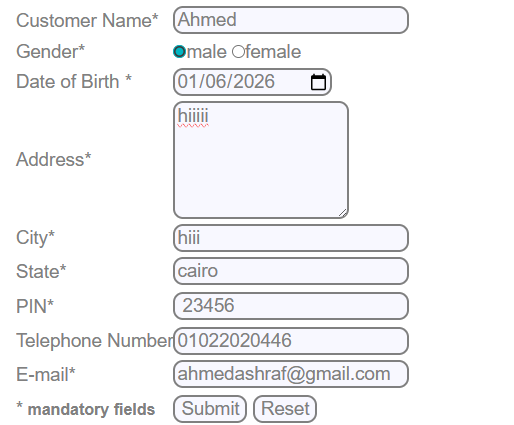 Customer Name* Ahmed
Gender* male female
Date of Birth * 01/06/2026
Address* hiiiii
City* hiii
State* cairo
PIN* 23456
Telephone Number 01022020446
E-mail* ahmedashraf@gmail.com
* mandatory fields Submit Reset